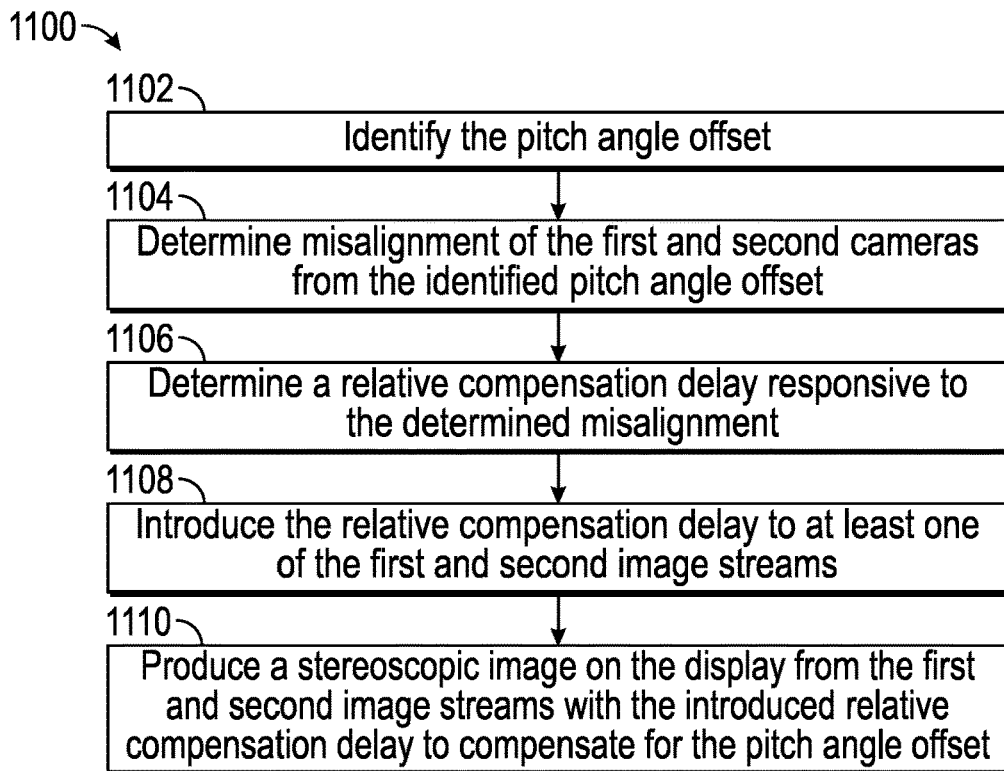 1100
1102
Identify the pitch angle offset
1104
Determine misalignment of the first and second cameras
from the identified pitch angle offset
1106
Determine a relative compensation delay responsive to
the determined misalignment
1108
Introduce the relative compensation delay to at least one
of the first and second image streams
1110
Produce a stereoscopic image on the display from the first
and second image streams with the introduced relative
compensation delay to compensate for the pitch angle offset